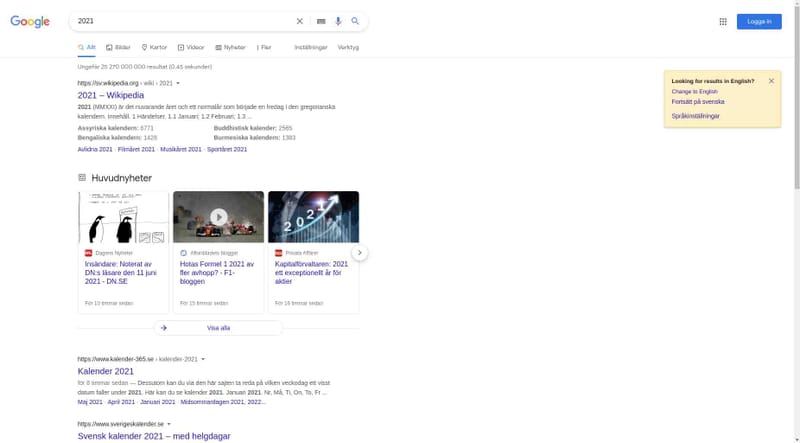 Google
2021
Logga in
Allt
Bilder
Kartor
Videor
Nyheter
Fler
Inställningar
Verktyg
Ungefär 25 270 000 000 resultat (0,45 sekunder)
https://sv.wikipedia.org › wiki › 2021
2021 – Wikipedia
2021 (MMXXI) är det nuvarande året och ett normalår som började en fredag i den gregorianska
kalendern. Innehåll. 1 Händelser. 1.1 Januari; 1.2 Februari; 1.3 ...
Assyriska kalendern: 6771
Buddhistisk kalender: 2565
Bengaliska kalendern: 1428
Burmesiska kalendern: 1383
Avlidna 2021 · Filmåret 2021 · Musikåret 2021 · Sportåret 2021
Looking for results in English?
Change to English
Fortsätt på svenska
Språkinställningar
Huvudnyheter
2021
Dagens Nyheter
Insändare: Noterat av
DN:s läsare den 11 juni
2021 - DN.SE
För 10 timmar sedan
Aftonbladets bloggar
Hotas Formel 1 2021 av
fler avhopp? - F1-
bloggen
För 15 timmar sedan
Privata Affärer
Kapitalförvaltaren: 2021
ett exceptionellt år för
aktier
För 16 timmar sedan
Visa alla
https://www.kalender-365.se › kalender-2021
Kalender 2021
för 8 timmar sedan — Dessutom kan du via den här sajten ta reda på vilken veckodag ett visst
datum faller under 2021. Här kan du se kalender 2021. Januari 2021. Nr, Må, Ti, On, To, Fr ...
Maj 2021 · April 2021 · Januari 2021 · Midsommardagen 2021, 2022...
https://www.sverigeskalender.se
Svensk kalender 2021 – med helgdagar